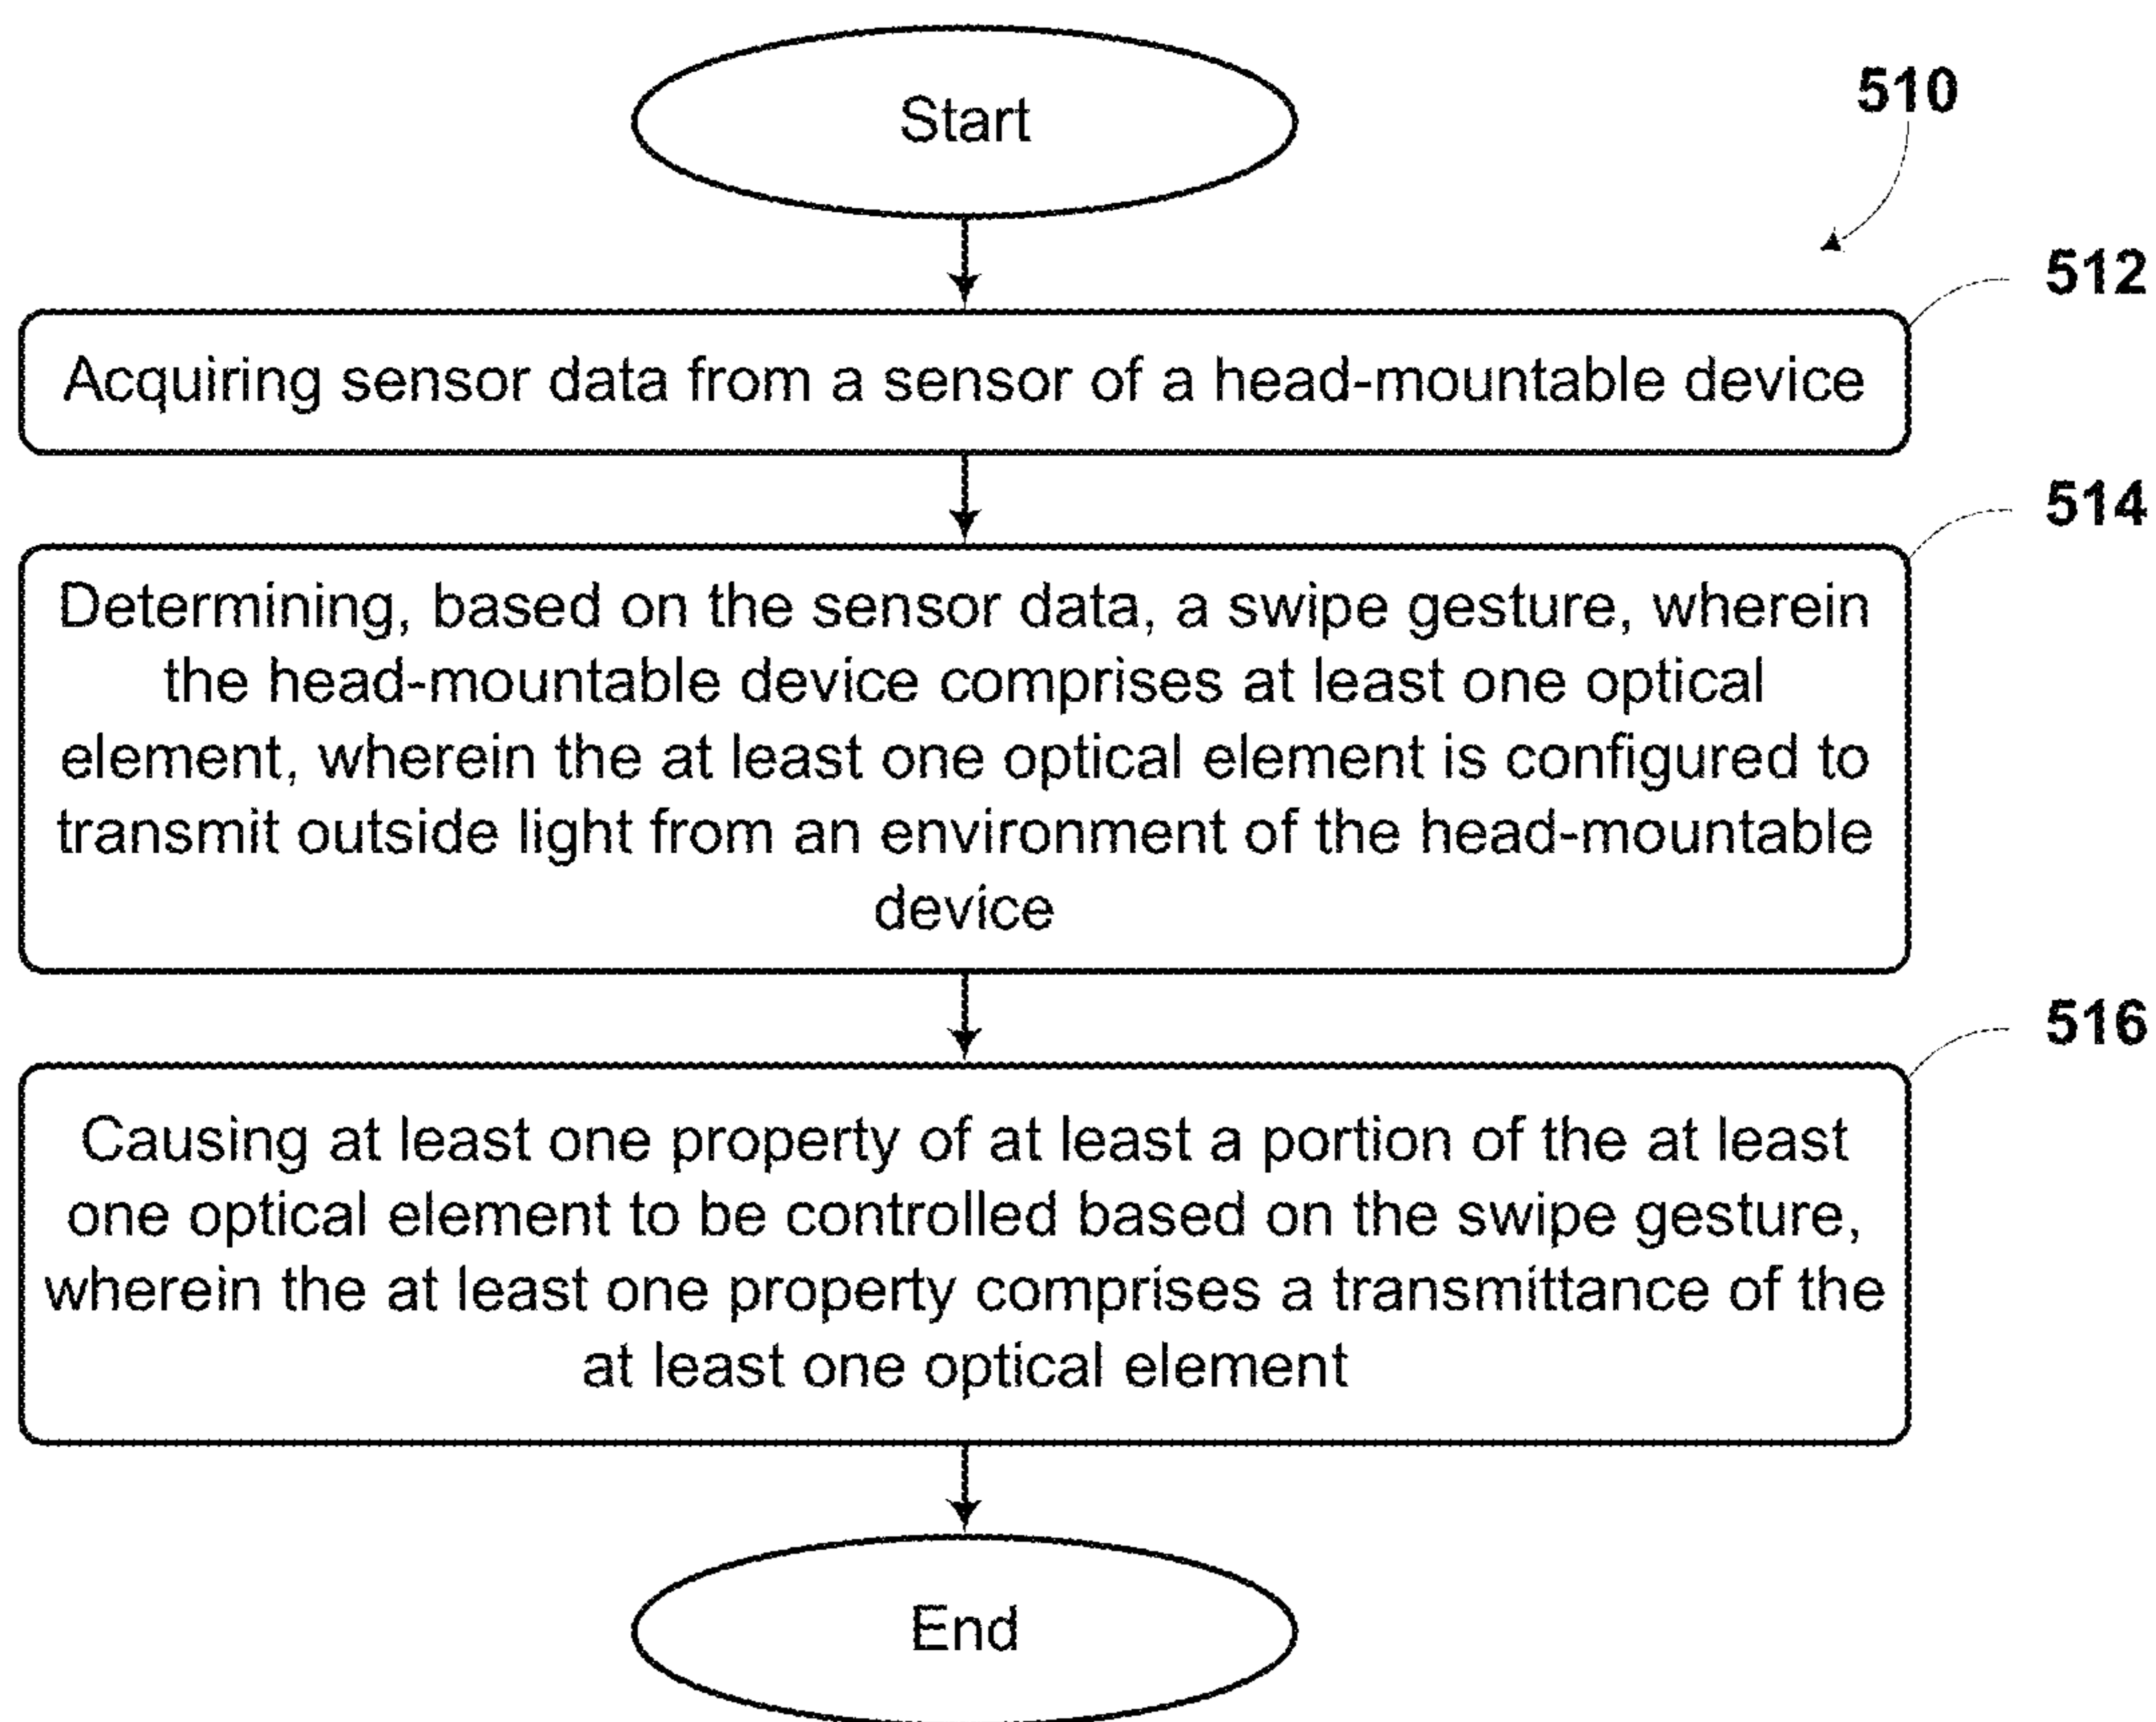 Start
510
512
Acquiring sensor data from a sensor of a head-mountable device
514
Determining, based on the sensor data, a swipe gesture, wherein
the head-mountable device comprises at least one optical
element, wherein the at least one optical element is configured to
transmit outside light from an environment of the head-mountable
device
516
Causing at least one property of at least a portion of the at least
one optical element to be controlled based on the swipe gesture,
wherein the at least one property comprises a transmittance of the
at least one optical element
End